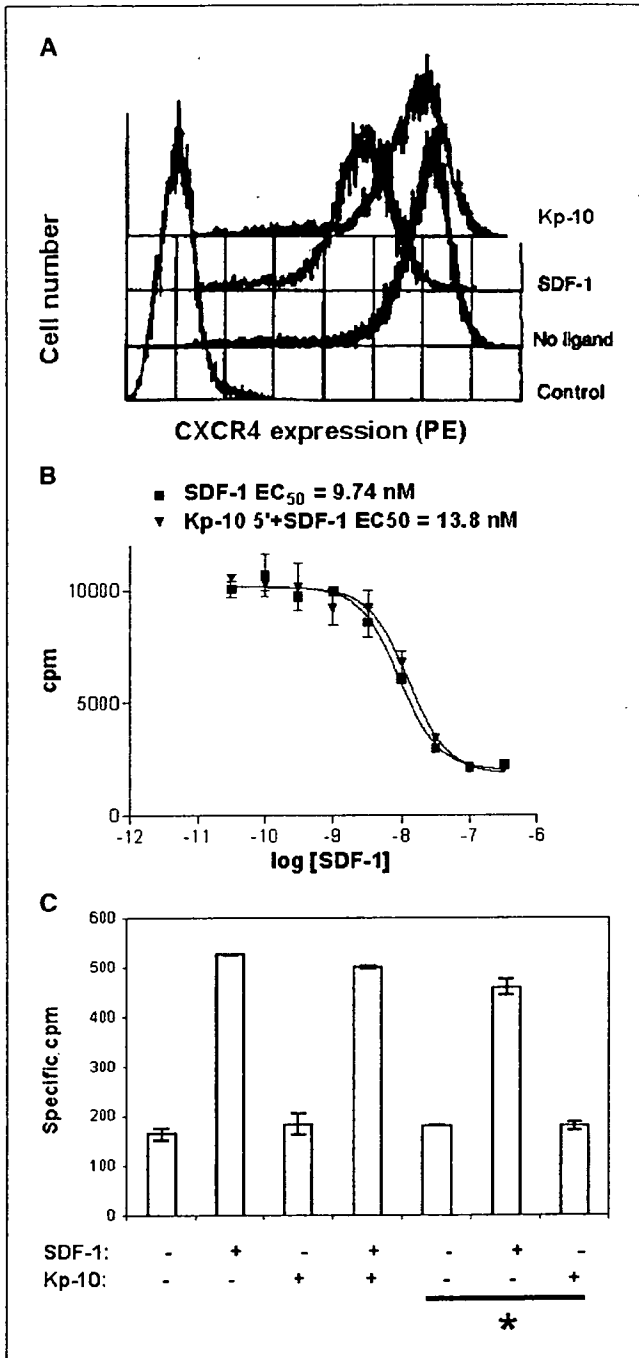 A
Cell number
Kp-10
SDF-1
No ligand
Control
CXCR4 expression (PE)
B
■ SDF-1 EC50 = 9.74 nM
▼ Kp-10 5'+SDF-1 EC50 = 13.8 nM
cpm
10000
5000
0
-12 -11 -10 -9 -8 -7 -6
log [SDF-1]
C
Specific cpm
600
500
400
300
200
100
0
SDF-1: - + - + - + -
Kp-10: - - + + - - +
*